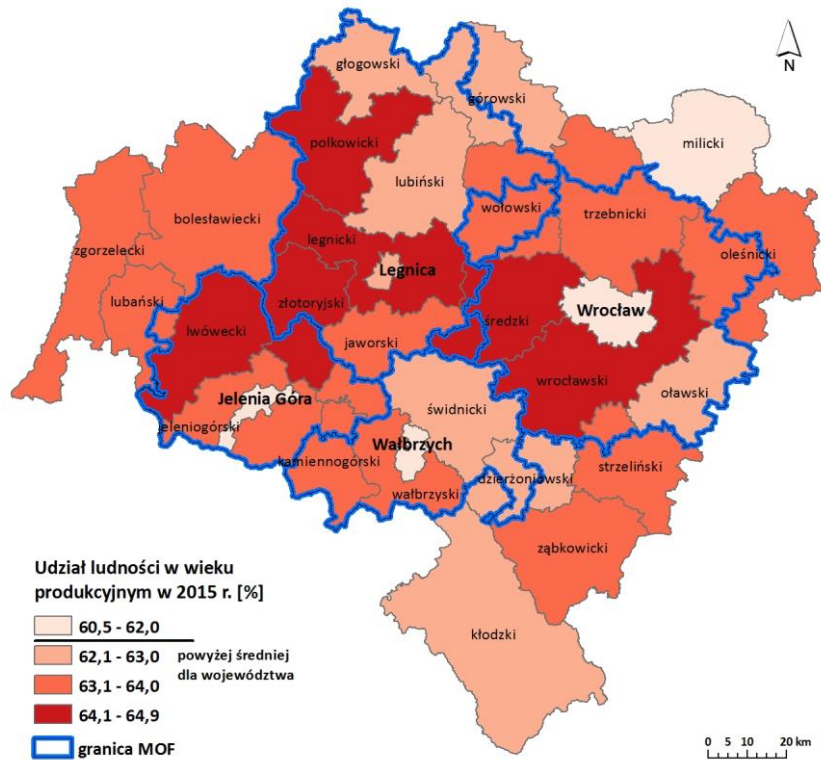 głogowski
N
górowski
milicki
polkowicki
lubiński
bolesławiecki
wołowski
trzebnicki
legnicki
zgorzelecki
oleśnicki
Legnica
lubański
złotoryjski
Wrocław
lwówecki
średzki
jaworski
wrocławski
oławski
Jelenia Góra
świdnicki
jeleniogórski
Wałbrzych
kamiennogórski
strzeliński
dzierżoniowski
wałbrzyski
ząbkowicki
kłodzki
Udział ludności w wieku
produkcyjnym w 2015 r. [%]
60,5 - 62,0
62,1 - 63,0
powyżej średniej
dla województwa
63,1 - 64,0
64,1 - 64,9
granica MOF
0 5 10 20 km